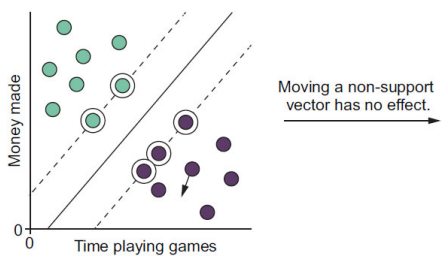 Money made
0
0
Time playing games
Moving a non-support
vector has no effect.